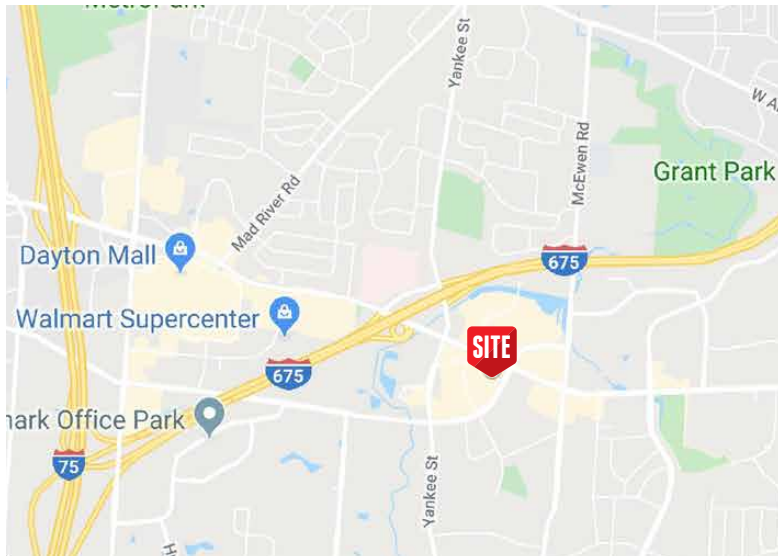 Yankee St
W
McEwen Rd
Grant Park
Mad River Rd
Dayton Mall
675
Walmart Supercenter
SITE
675
Office Park
75
Yankee St